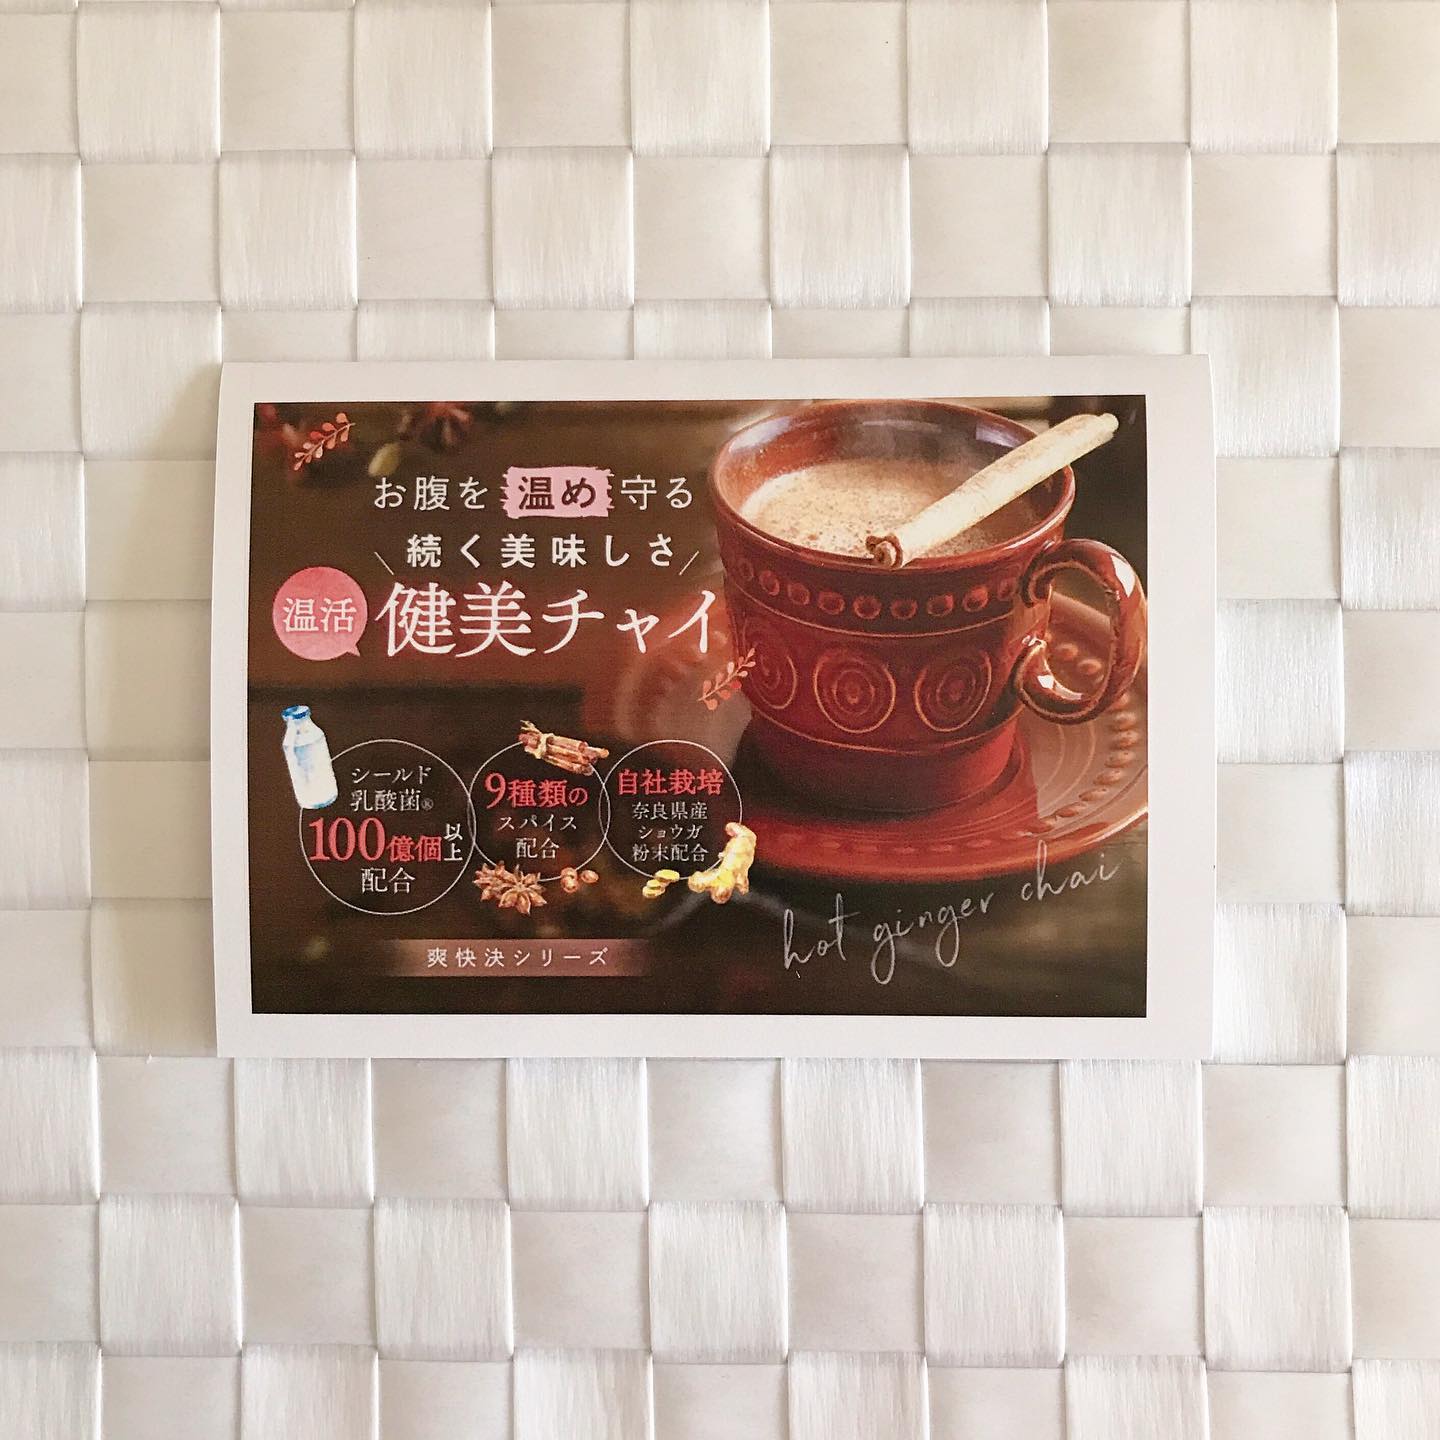 お腹を 温め 守る
続く美味しさ
温活
健美チャイ
シールド
乳酸菌®
100億個以上
配合
9種類の
スパイス
配合
自社栽培
奈良県産
ショウガ
粉末配合
爽快決シリーズ
hot ginger chai